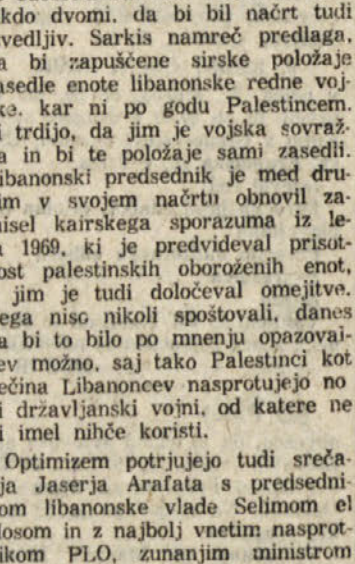 kdo dvomi, da bi bil načrt tudi
vedljiv. Sarkis namreč predlaga,
a bi zapuščene sirske položaje
asedle enote libanonske redne voj-
ke, kar ni po godu Palestincem.
i trdijo, da jim je vojska sovraž-
a in bi te položaje sami zasedli.
ibanonski predsednik je med dru-
im v svojem načrtu obnovil za-
isel kairskega sporazuma iz le-
a 1969, ki je predvideval prisot-
ost palestinskih oboroženih enot,
jim je tudi določeval omejitve.
ega niso nikoli spoštovali, danes
a bi to bilo po mnenju opazoval-
ev možno, saj tako Palestinci kot
ečina Libanoncev nasprotujejo no
i državljanski vojni, od katere ne
i imel nihče koristi.
Optimizem potrjujejo tudi sreča-
ja Jaserja Arafata s predsedni-
om libanonske vlade Selimom el
losom in z najbolj vnetim nasprot-
ikom PLO, zunanjim ministrom